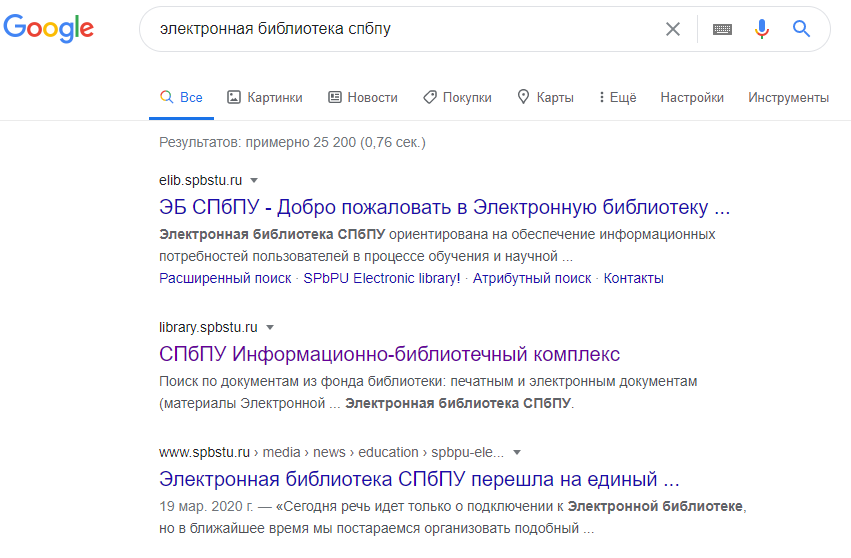 Google
электронная библиотека спбпу
Все Картинки Новости Покупки Карты Ещё Настройки Инструменты
Результатов: примерно 25 200 (0,76 сек.)
elib.spbstu.ru
ЭБ СПбПУ - Добро пожаловать в Электронную библиотеку ...
Электронная библиотека СПбПУ ориентирована на обеспечение информационных
потребностей пользователей в процессе обучения и научной ...
Расширенный поиск · SPbPU Electronic library! · Атрибутный поиск · Контакты
library.spbstu.ru
СПбПУ Информационно-библиотечный комплекс
Поиск по документам из фонда библиотеки: печатным и электронным документам
(материалы Электронной ... Электронная библиотека СПбПУ.
www.spbstu.ru › media › news › education › spbpu-ele...
Электронная библиотека СПбПУ перешла на единый ...
19 мар. 2020 г. — «Сегодня речь идет только о подключении к Электронной библиотеке,
но в ближайшее время мы постараемся организовать подобный ...